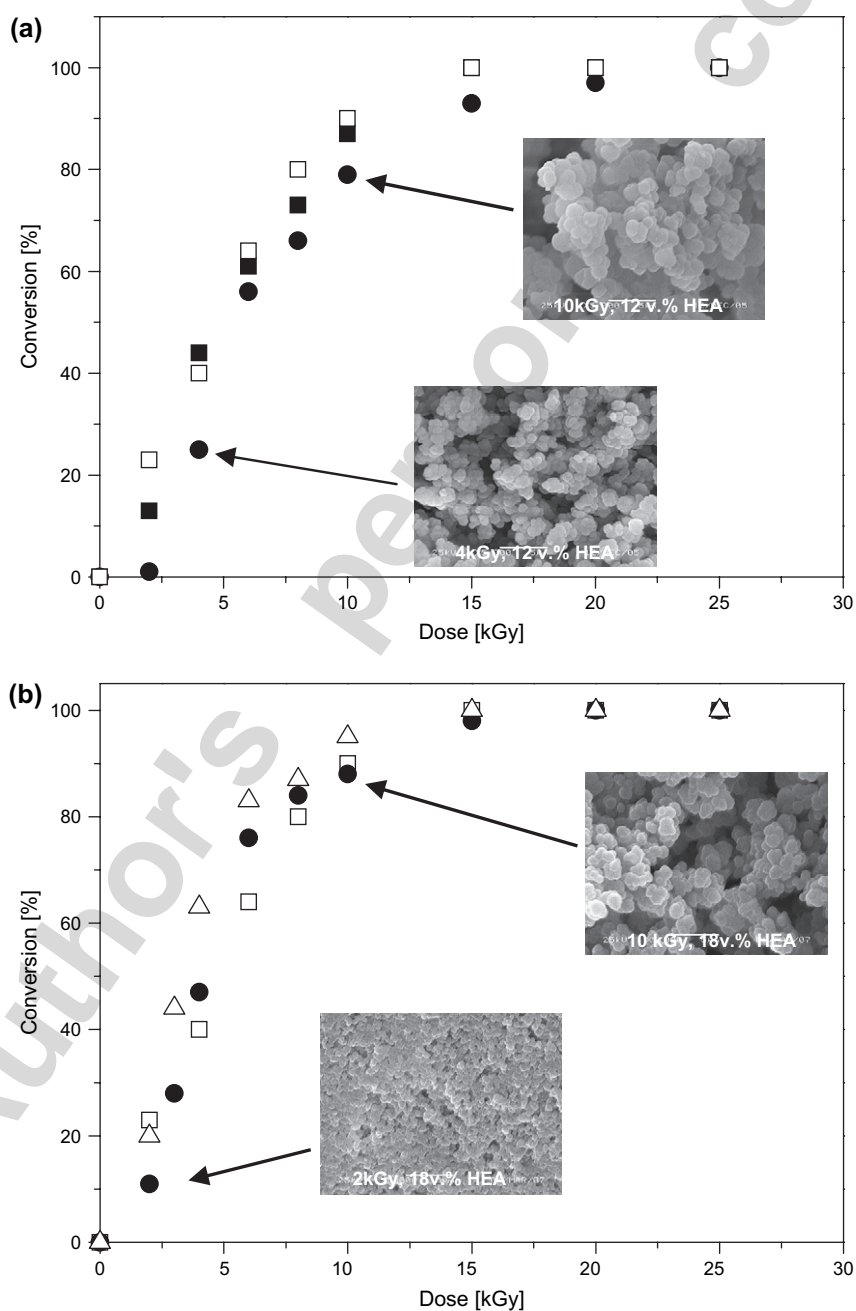 (a)
100
80
60
40
20
0
Conversion [%]
10kGy, 12 v.% HEA
4kGy, 12 v.% HEA
0 5 10 15 20 25 30
Dose [kGy]
(b)
100
80
60
40
20
0
Conversion [%]
10 kGy, 18v.% HEA
2kGy, 18v.% HEA
0 5 10 15 20 25 30
Dose [kGy]
Author's